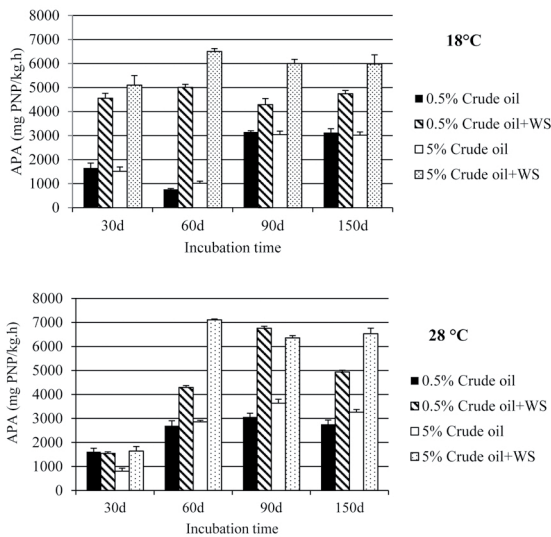 8000
7000
6000
5000
4000
3000
2000
1000
0
APA (mg PNP/kg.h)
30d 60d 90d 150d
Incubation time
18°C
0.5% Crude oil
0.5% Crude oil+WS
5% Crude oil
5% Crude oil+WS
8000
7000
6000
5000
4000
3000
2000
1000
0
APA (mg PNP/kg.h)
30d 60d 90d 150d
Incubation time
28 °C
0.5% Crude oil
0.5% Crude oil+WS
5% Crude oil
5% Crude oil+WS